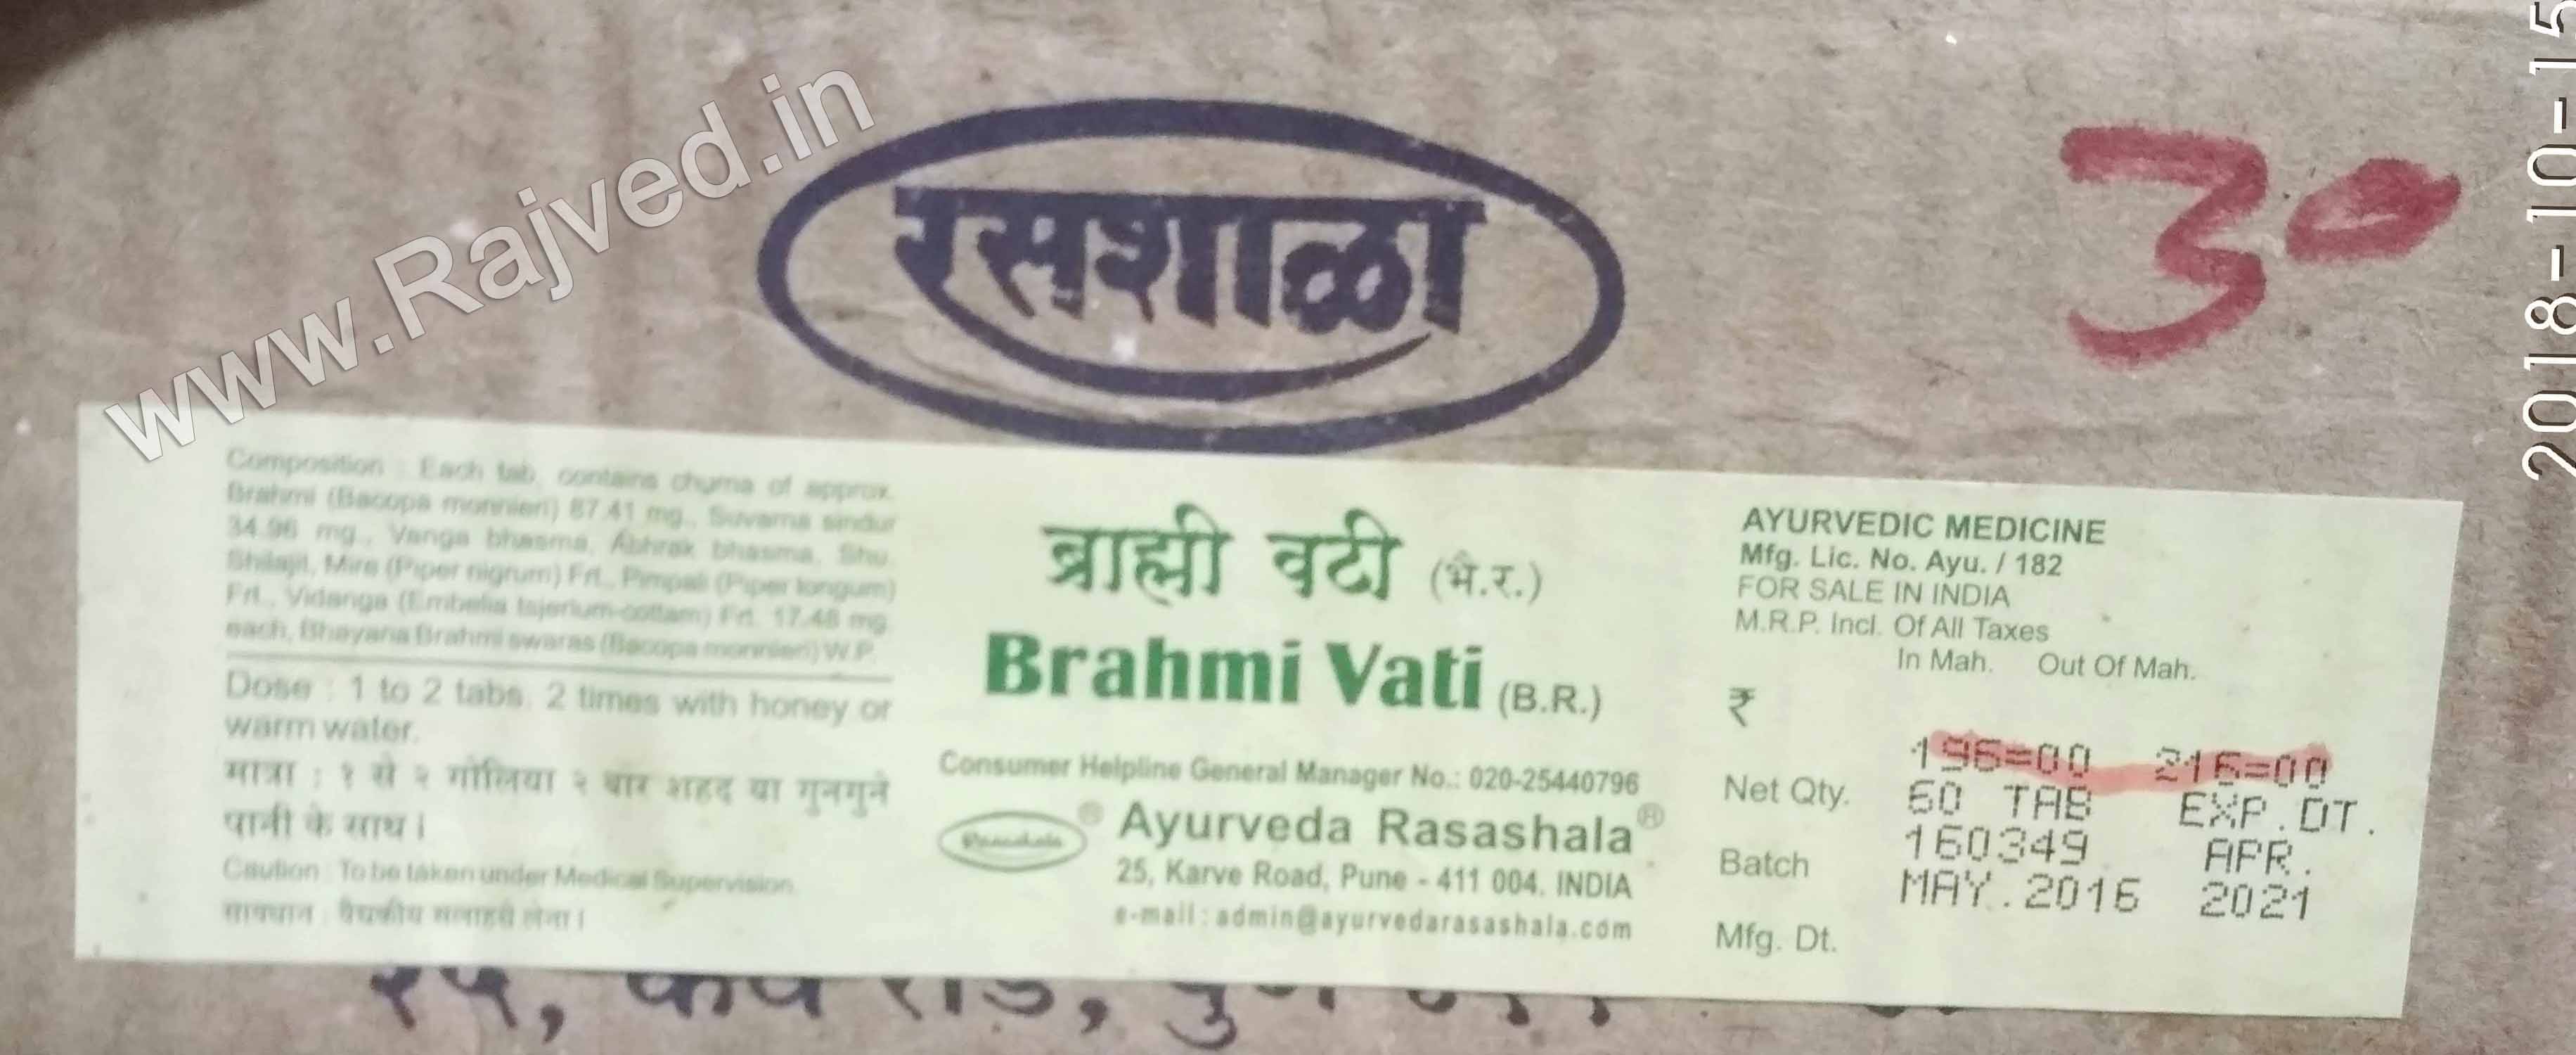 www.Rajved.in
रसशाळा
30
2018-10-15
Composition : Each tab. contains churna of approx.
Brahmi (Bacopa monnieri) 87.41 mg., Suvarna sindur
34.96 mg., Vanga bhasma, Abhrak bhasma, Shu.
Shilajit, Mire (Piper nigrum) Frt., Pimpali (Piper longum)
Frt., Vidanga (Embelia tsjerium-cottam) Frt. 17.48 mg.
each, Bhavana Brahmi swaras (Bacopa monnieri) W.P.
Dose : 1 to 2 tabs. 2 times with honey or
warm water.
मात्रा : १ से २ गोलिया २ बार शहद या गुनगुने
पानी के साथ।
Caution : To be taken under Medical Supervision
सावधान : वैद्यकीय सलाहसे लेना।
ब्राह्मी वटी (भै.र.)
Brahmi Vati (B.R.)
Consumer Helpline General Manager No.: 020-25440796
Rasashala ® Ayurveda Rasashala®
25, Karve Road, Pune - 411 004. INDIA
e-mail : admin@ayurvedarasashala.com
AYURVEDIC MEDICINE
Mfg. Lic. No. Ayu. / 182
FOR SALE IN INDIA
M.R.P. Incl. Of All Taxes
In Mah. Out Of Mah.
₹ 196=00 216=00
Net Qty. 60 TAB EXP.DT.
Batch 160349 APR.
Mfg. Dt. MAY.2016 2021
२५, कर्वे रोड, पुणे